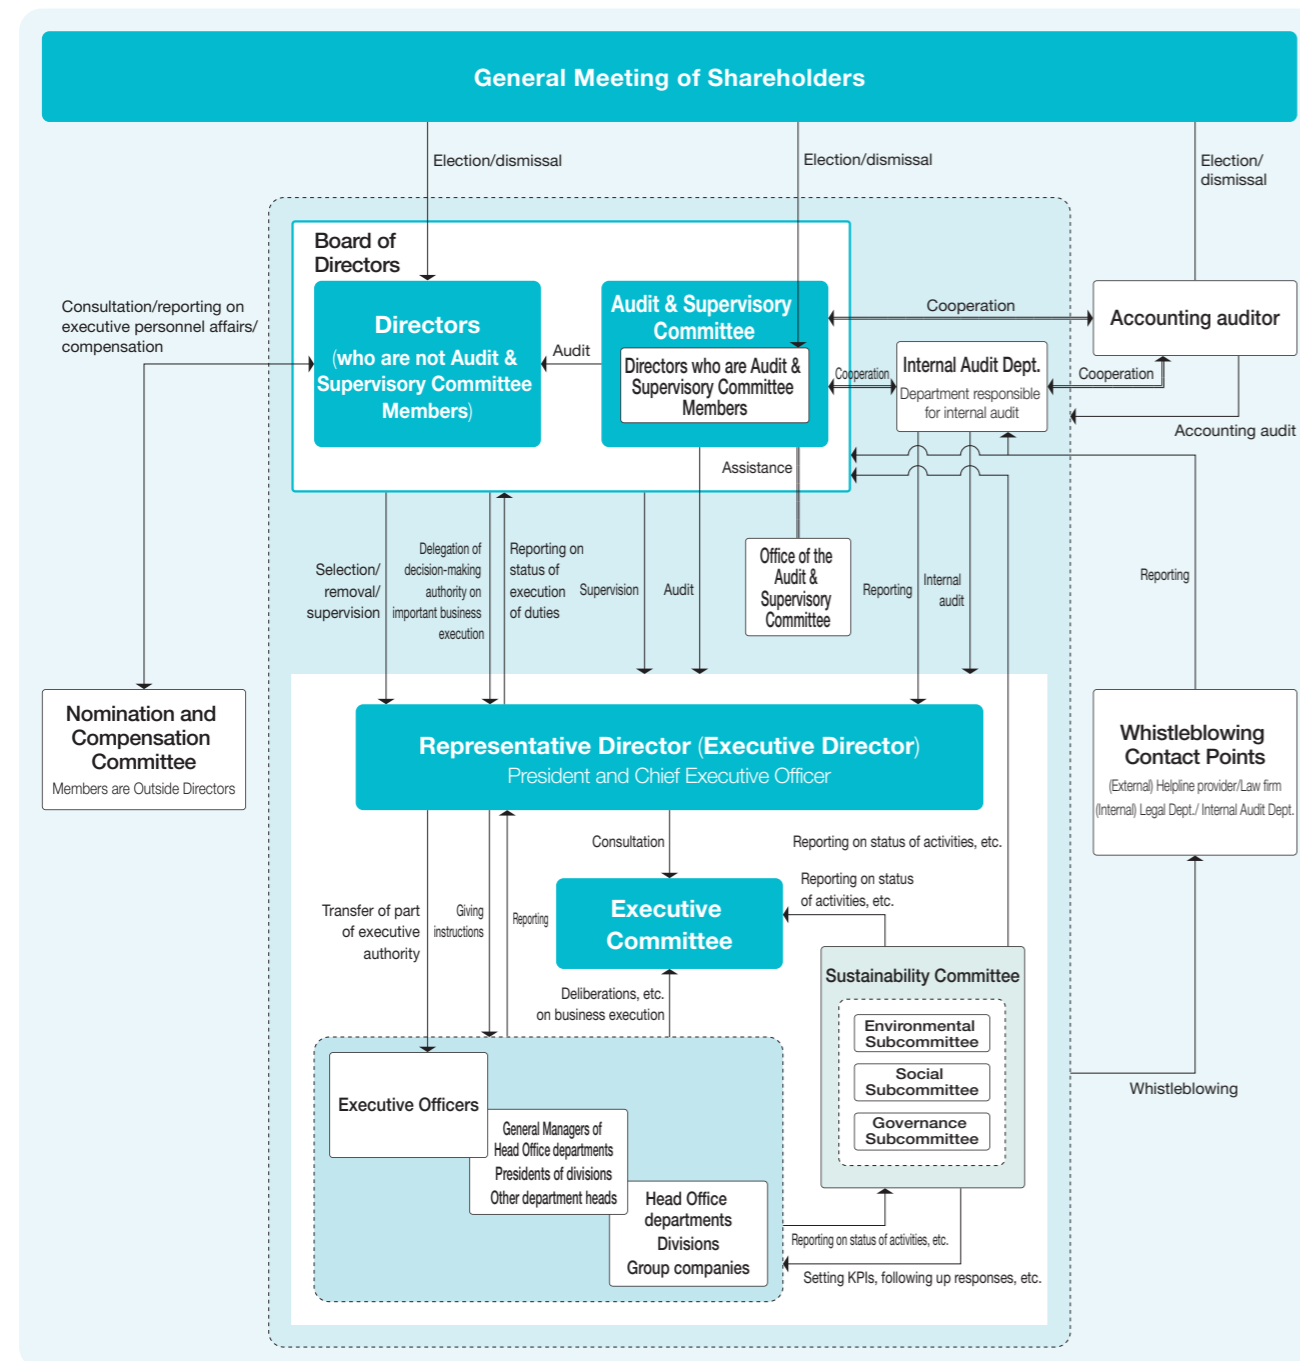 General Meeting of Shareholders
Election/dismissal
Election/dismissal
Election/
dismissal
Board of
Directors
Directors
(who are not Audit &
Supervisory Committee
Members)
Audit
Audit & Supervisory
Committee
Directors who are Audit &
Supervisory Committee
Members
Cooperation
Cooperation
Internal Audit Dept.
Department responsible
for internal audit
Cooperation
Accounting auditor
Accounting audit
Consultation/reporting on
executive personnel affairs/
compensation
Assistance
Office of the
Audit &
Supervisory
Committee
Selection/
removal/
supervision
Delegation of
decision-making
authority on
important business
execution
Reporting on
status of
execution
of duties
Supervision
Audit
Reporting
Internal
audit
Reporting
Nomination and
Compensation
Committee
Members are Outside Directors
Representative Director (Executive Director)
President and Chief Executive Officer
Whistleblowing
Contact Points
(External) Helpline provider/Law firm
(Internal) Legal Dept./ Internal Audit Dept.
Consultation
Reporting on status of activities, etc.
Reporting on status
of activities, etc.
Transfer of part
of executive
authority
Giving
instructions
Reporting
Executive
Committee
Deliberations, etc.
on business execution
Sustainability Committee
Environmental
Subcommittee
Social
Subcommittee
Governance
Subcommittee
Whistleblowing
Executive Officers
General Managers of
Head Office departments
Presidents of divisions
Other department heads
Head Office
departments
Divisions
Group companies
Reporting on status of activities, etc.
Setting KPIs, following up responses, etc.